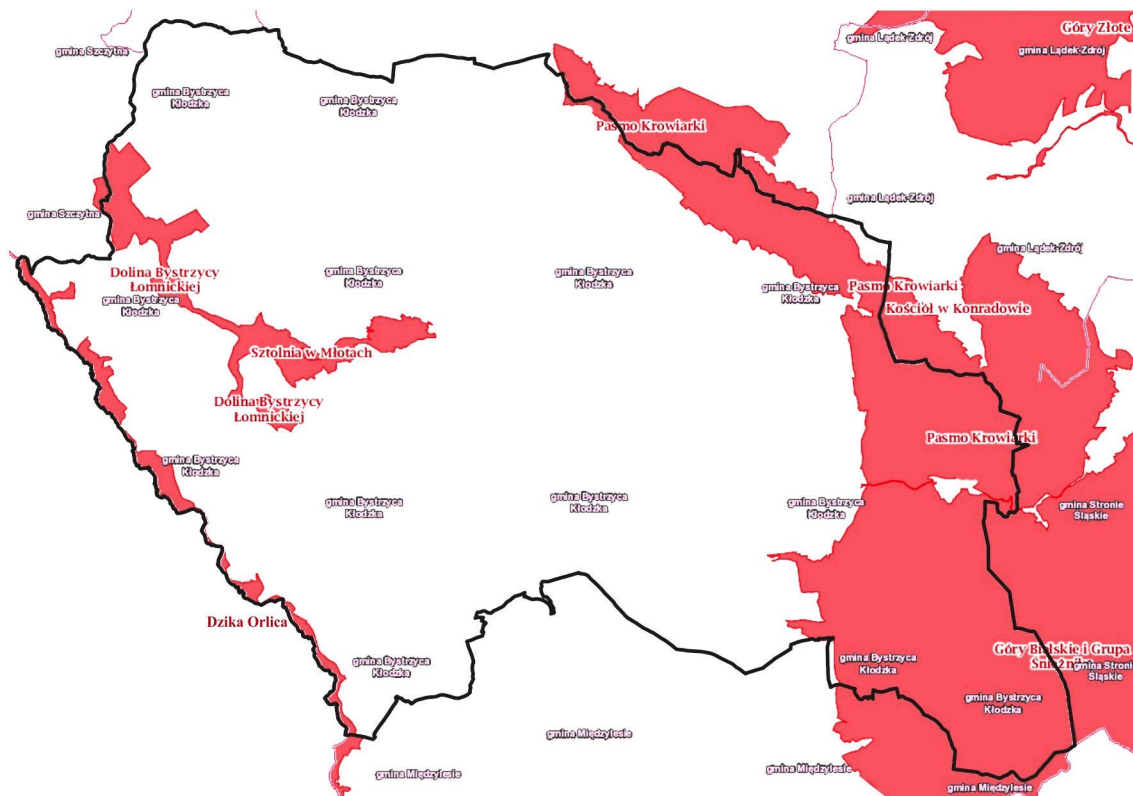 Góry Złote
gmina Lądek-Zdrój
gmina Szczytna
gmina Lądek-Zdrój
gmina Bystrzyca
Kłodzka
gmina Bystrzyca
Kłodzka
Pasmo Krowiarki
gmina Lądek-Zdrój
gmina Szczytna
gmina Lądek-Zdrój
Dolina Bystrzycy
Łomnickiej
gmina Bystrzyca
Kłodzka
gmina Bystrzyca
Kłodzka
gmina Bystrzyca
Kłodzka
gmina Bystrzyca
Kłodzka
Pasmo Krowiarki
Kościół w Konradowie
Sztolnia w Młotach
Dolina Bystrzycy
Łomnickiej
Pasmo Krowiarki
gmina Bystrzyca
Kłodzka
gmina Bystrzyca
Kłodzka
gmina Bystrzyca
Kłodzka
gmina Bystrzyca
Kłodzka
gmina Stronie
Śląskie
Dzika Orlica
Góry Bialskie i Grupa
Śnieżnika
gmina Stronie
Śląskie
gmina Bystrzyca
Kłodzka
gmina Bystrzyca
Kłodzka
gmina Bystrzyca
Kłodzka
gmina Międzylesie
gmina Międzylesie
gmina Międzylesie
gmina Międzylesie